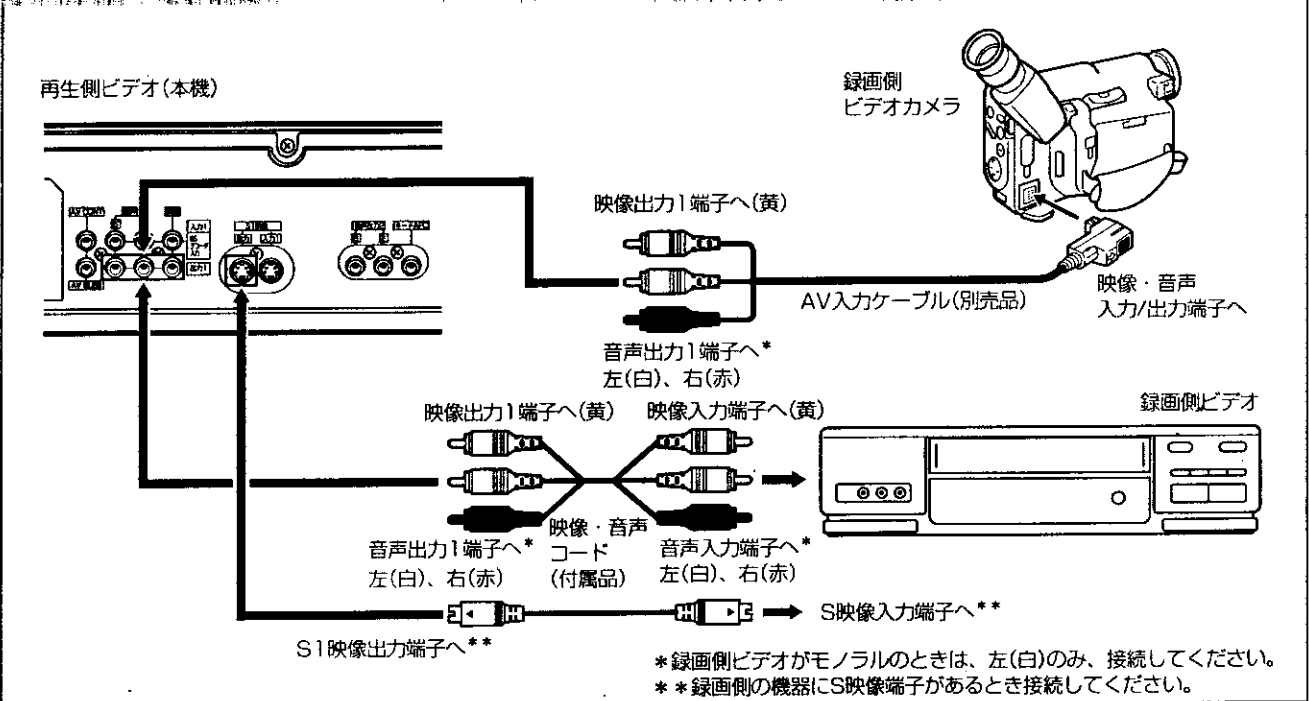 再生側ビデオ(本機)
録画側
ビデオカメラ
映像出力1端子へ(黄)
AV入力ケーブル(別売品)
映像・音声
入力/出力端子へ
音声出力1端子へ*
左(白)、右(赤)
映像出力1端子へ(黄)
映像入力端子へ(黄)
録画側ビデオ
音声出力1端子へ*
左(白)、右(赤)
映像・音声
コード
(付属品)
音声入力端子へ*
左(白)、右(赤)
S映像入力端子へ**
S1映像出力端子へ**
*録画側ビデオがモノラルのときは、左(白)のみ、接続してください。
**録画側の機器にS映像端子があるとき接続してください。